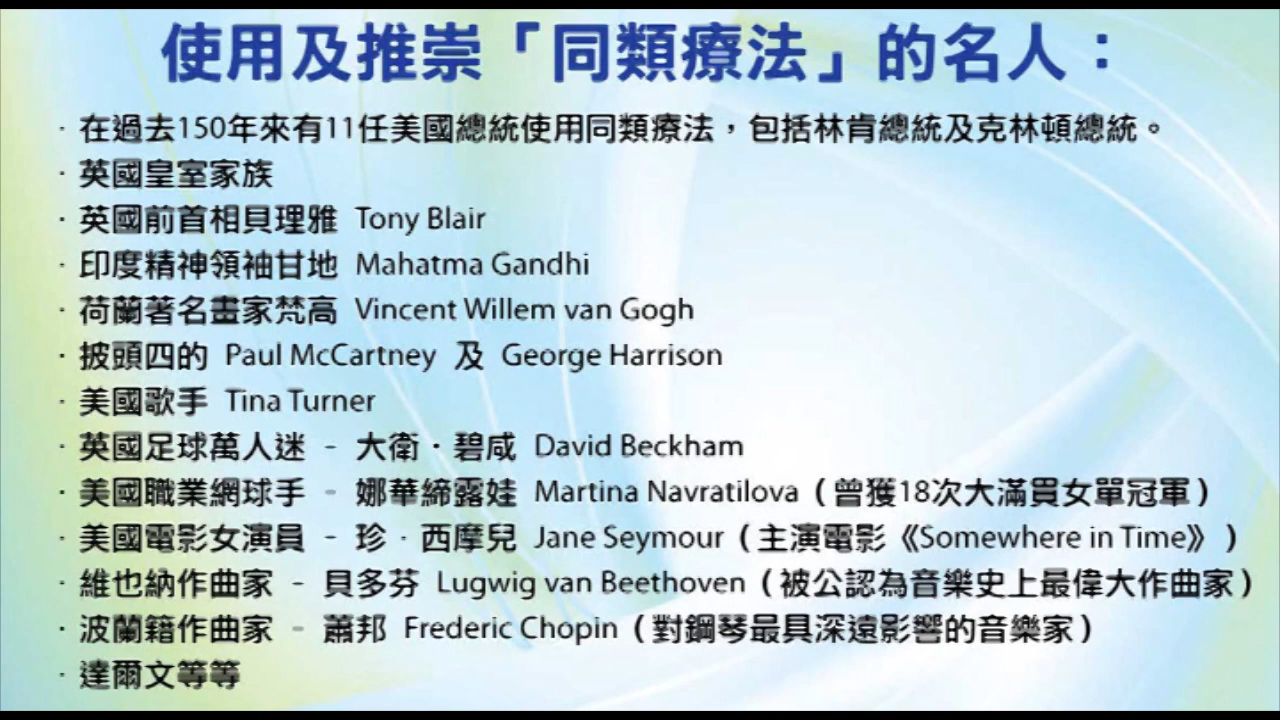 使用及推崇「同類療法」的名人：
· 在過去150年來有11任美國總統使用同類療法，包括林肯總統及克林頓總統。
· 英國皇室家族
· 英國前首相貝理雅 Tony Blair
· 印度精神領袖甘地 Mahatma Gandhi
· 荷蘭著名畫家梵高 Vincent Willem van Gogh
· 披頭四的 Paul McCartney 及 George Harrison
· 美國歌手 Tina Turner
· 英國足球萬人迷 - 大衛·碧咸 David Beckham
· 美國職業網球手 - 娜華締露娃 Martina Navratilova（曾獲18次大滿貫女單冠軍）
· 美國電影女演員 - 珍·西摩兒 Jane Seymour（主演電影《Somewhere in Time》）
· 維也納作曲家 - 貝多芬 Lugwig van Beethoven（被公認為音樂史上最偉大作曲家）
· 波蘭籍作曲家 - 蕭邦 Frederic Chopin（對鋼琴最具深遠影響的音樂家）
· 達爾文等等